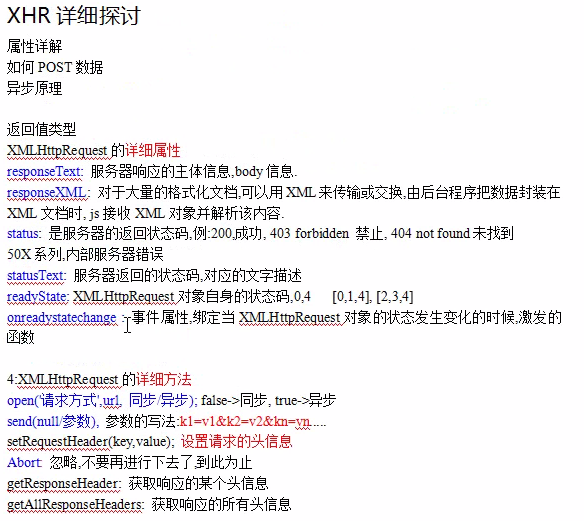 XHR 详细探讨
属性详解
如何 POST 数据
异步原理
返回值类型
XMLHttpRequest 的详细属性
responseText: 服务器响应的主体信息,body 信息.
responseXML: 对于大量的格式化文档,可以用 XML 来传输或交换,由后台程序把数据封装在
XML 文档时, js 接收 XML 对象并解析该内容.
status: 是服务器的返回状态码,例:200,成功, 403 forbidden 禁止, 404 not found 未找到
50X 系列,内部服务器错误
statusText: 服务器返回的状态码,对应的文字描述
readyState: XMLHttpRequest 对象自身的状态码,0,4 [0,1,4], [2,3,4]
onreadystatechange :-事件属性,绑定当 XMLHttpRequest 对象的状态发生变化的时候,激发的
函数
4:XMLHttpRequest 的详细方法
open('请求方式',url, 同步/异步); false->同步, true->异步
send(null/参数), 参数的写法:k1=v1&k2=v2&kn=vn.....
setRequestHeader(key,value); 设置请求的头信息
Abort: 忽略,不要再进行下去了,到此为止
getResponseHeader: 获取响应的某个头信息
getAllResponseHeaders: 获取响应的所有头信息